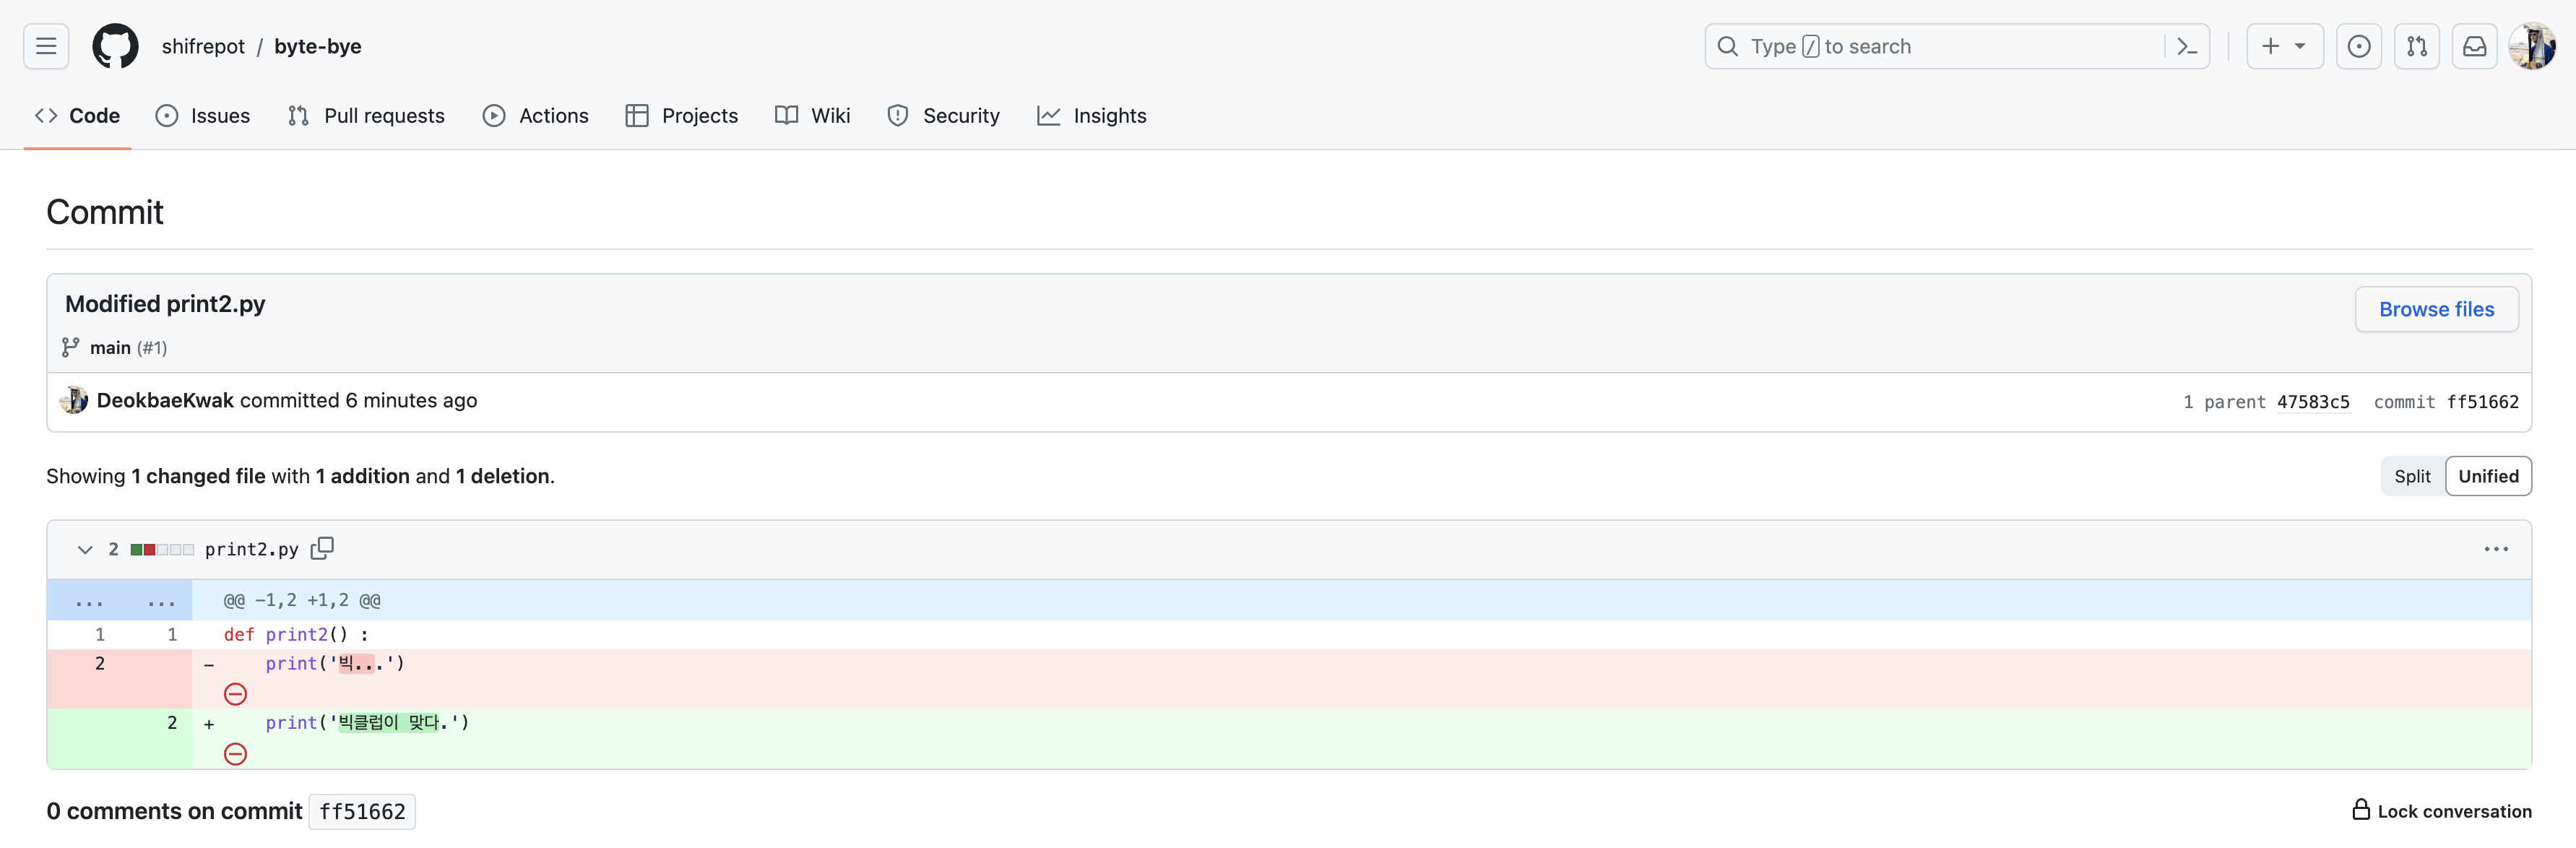 shifrepot / byte-bye
Type / to search
Code Issues Pull requests Actions Projects Wiki Security Insights
Commit
Modified print2.py
Browse files
main (#1)
DeokbaeKwak committed 6 minutes ago
1 parent 47583c5 commit ff51662
Showing 1 changed file with 1 addition and 1 deletion.
Split Unified
2 print2.py
... ... @@ -1,2 +1,2 @@
1 1 def print2() :
2 - print('빅...')
2 + print('빅클럽이 맞다.')
0 comments on commit ff51662
Lock conversation